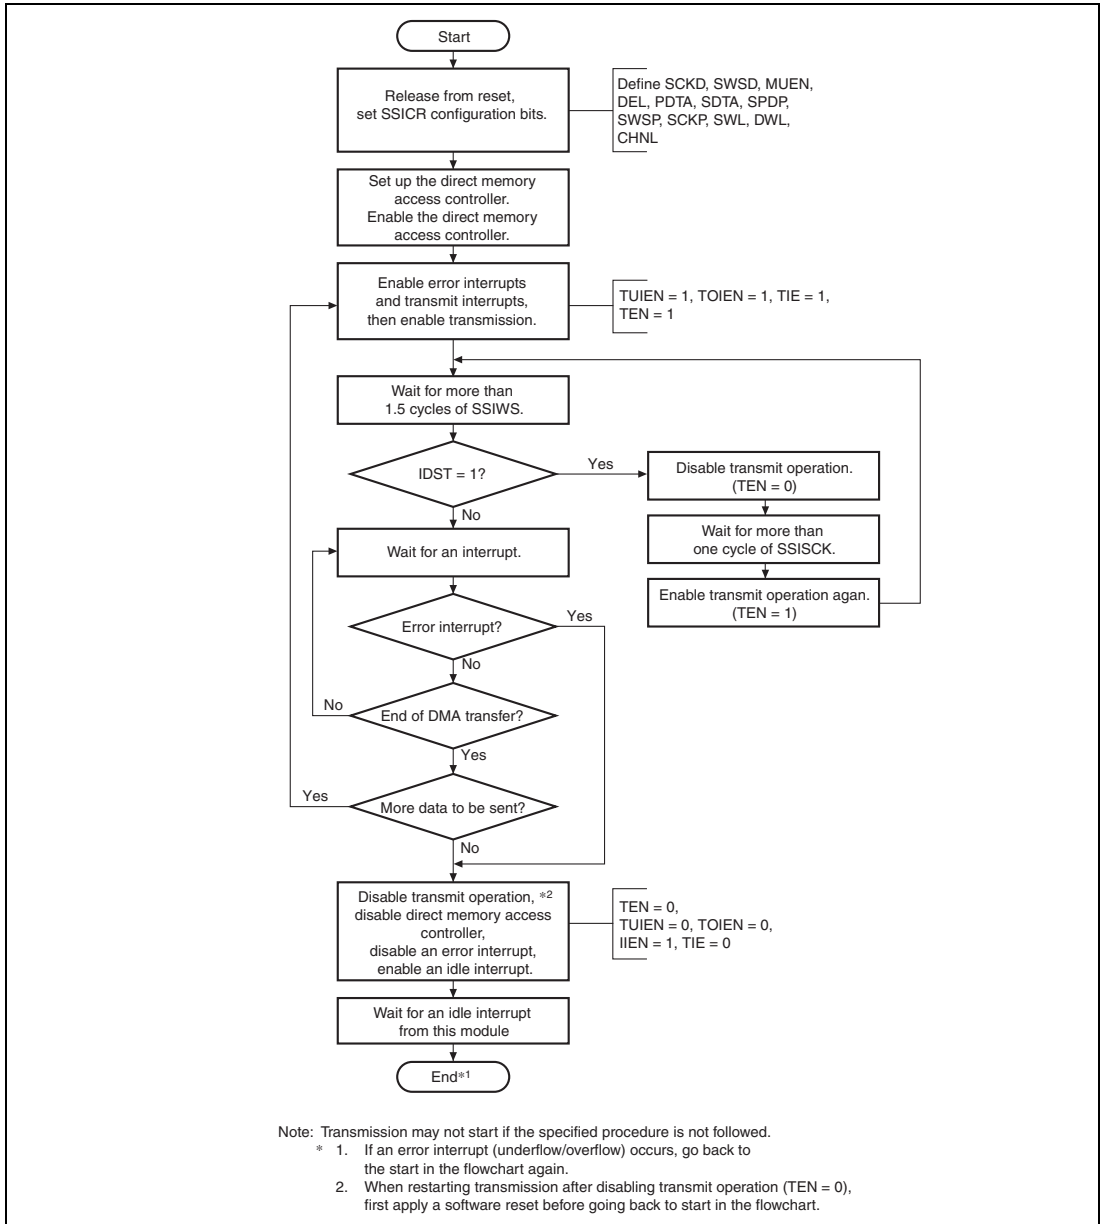 Start
Release from reset,
set SSICR configuration bits.
Define SCKD, SWSD, MUEN,
DEL, PDTA, SDTA, SPDP,
SWSP, SCKP, SWL, DWL,
CHNL
Set up the direct memory
access controller.
Enable the direct memory
access controller.
Enable error interrupts
and transmit interrupts,
then enable transmission.
TUIEN = 1, TOIEN = 1, TIE = 1,
TEN = 1
Wait for more than
1.5 cycles of SSIWS.
IDST = 1?
Yes
No
Disable transmit operation.
(TEN = 0)
Wait for more than
one cycle of SSISCK.
Enable transmit operation agan.
(TEN = 1)
Wait for an interrupt.
Error interrupt?
Yes
No
End of DMA transfer?
No
Yes
More data to be sent?
Yes
No
Disable transmit operation, *2
disable direct memory access
controller,
disable an error interrupt,
enable an idle interrupt.
TEN = 0,
TUIEN = 0, TOIEN = 0,
IIEN = 1, TIE = 0
Wait for an idle interrupt
from this module
End*1
Note: Transmission may not start if the specified procedure is not followed.
* 1. If an error interrupt (underflow/overflow) occurs, go back to
the start in the flowchart again.
2. When restarting transmission after disabling transmit operation (TEN = 0),
first apply a software reset before going back to start in the flowchart.